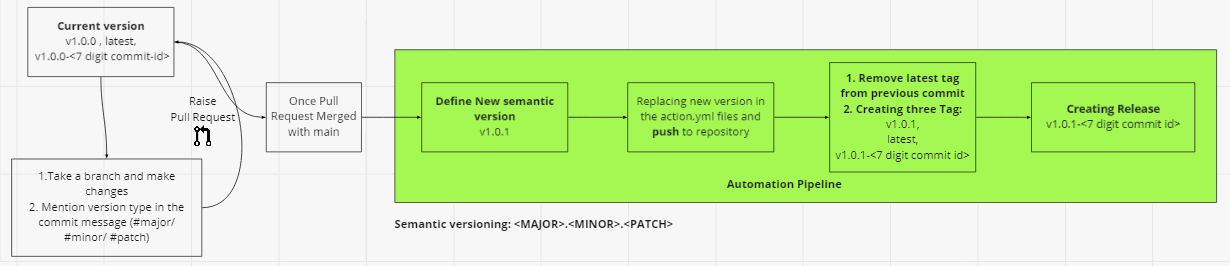 Current version
v1.0.0 , latest,
v1.0.0-<7 digit commit-id>
Raise
Pull Request
1.Take a branch and make
changes
2. Mention version type in the
commit message (#major/
#minor/ #patch)
Once Pull
Request Merged
with main
Define New semantic
version
v1.0.1
Replacing new version in
the action.yml files and
push to repository
1. Remove latest tag
from previous commit
2. Creating three Tag:
v1.0.1,
latest,
v1.0.1-<7 digit commit id>
Creating Release
v1.0.1-<7 digit commit id>
Automation Pipeline
Semantic versioning: <MAJOR>.<MINOR>.<PATCH>